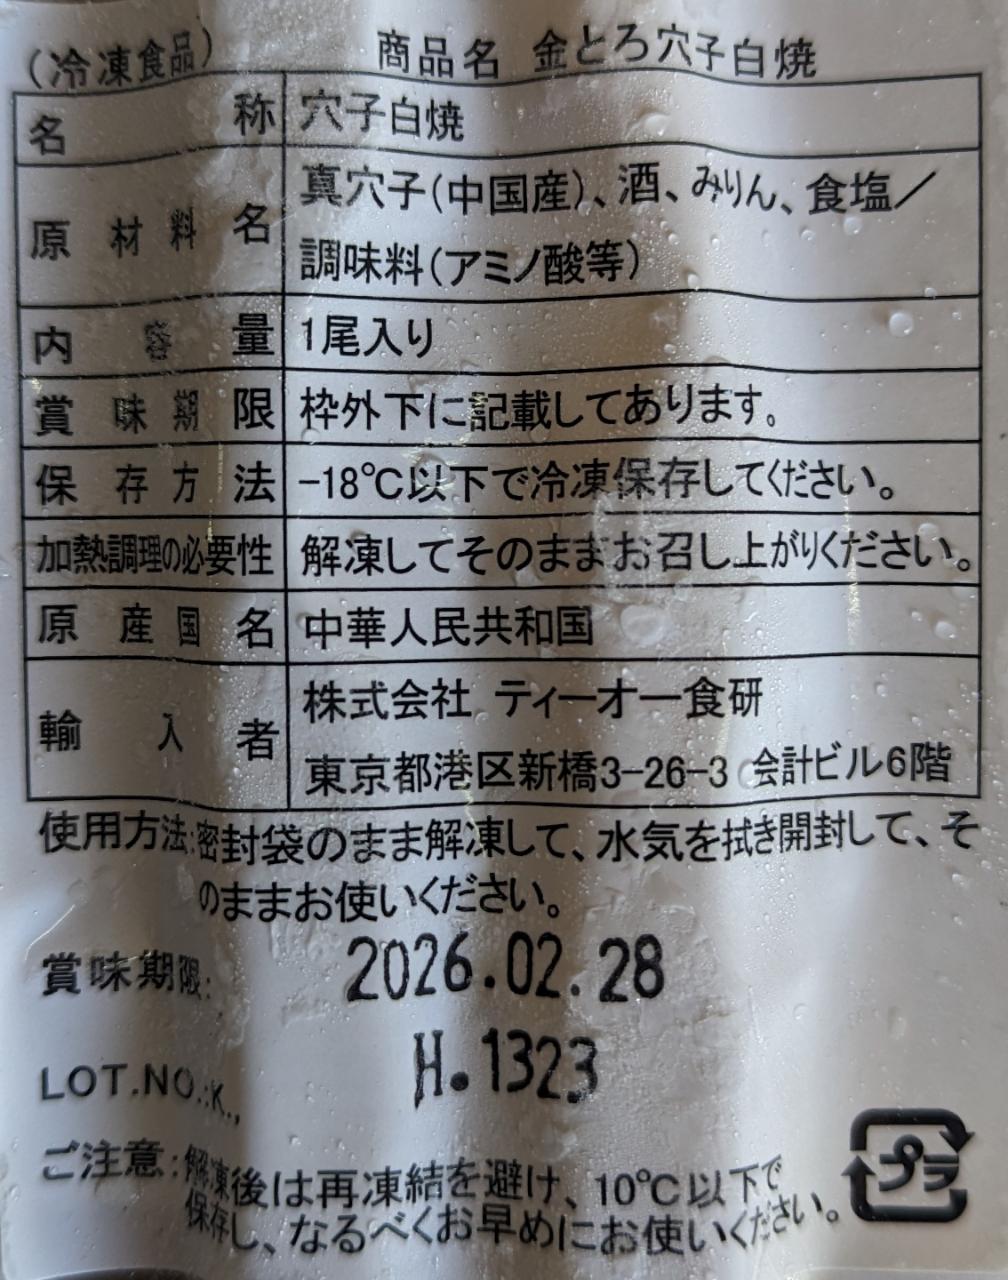 (冷凍食品) 商品名 金とろ穴子白焼
名称 穴子白焼
原材料名 真穴子(中国産)、酒、みりん、食塩／
調味料(アミノ酸等)
内容量 1尾入り
賞味期限 枠外下に記載してあります。
保存方法 -18℃以下で冷凍保存してください。
加熱調理の必要性 解凍してそのままお召し上がりください。
原産国名 中華人民共和国
輸入者 株式会社 ティーオー食研
東京都港区新橋3-26-3 会計ビル6階
使用方法:密封袋のまま解凍して、水気を拭き開封して、そ
のままお使いください。
賞味期限: 2026.02.28
LOT.NO.:K., H.1323
ご注意:解凍後は再凍結を避け、10℃以下で
保存し、なるべくお早めにお使いください。
プラ